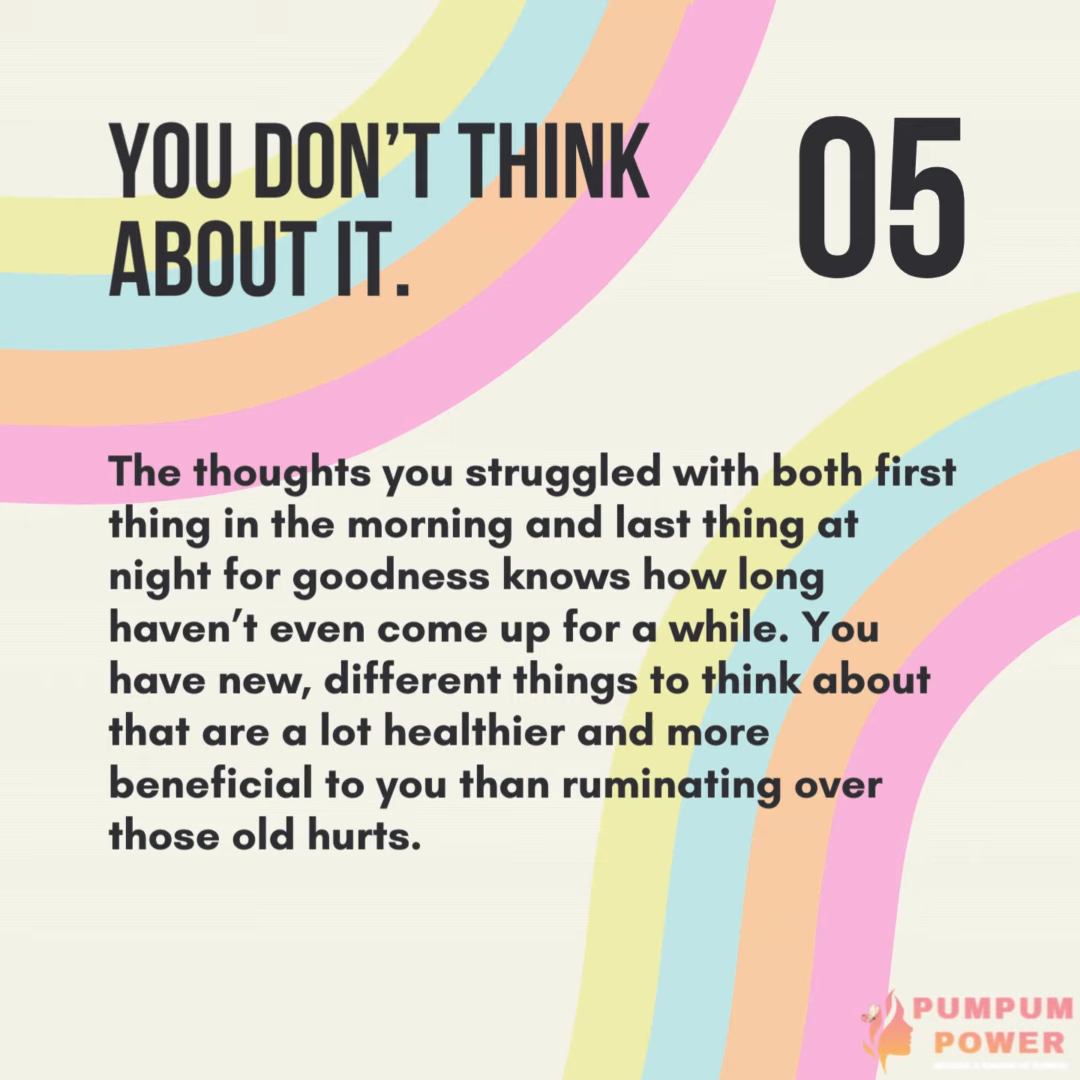 YOU DON'T THINK
ABOUT IT.
05
The thoughts you struggled with both first
thing in the morning and last thing at
night for goodness knows how long
haven't even come up for a while. You
have new, different things to think about
that are a lot healthier and more
beneficial to you than ruminating over
those old hurts.
PUMPUM
POWER